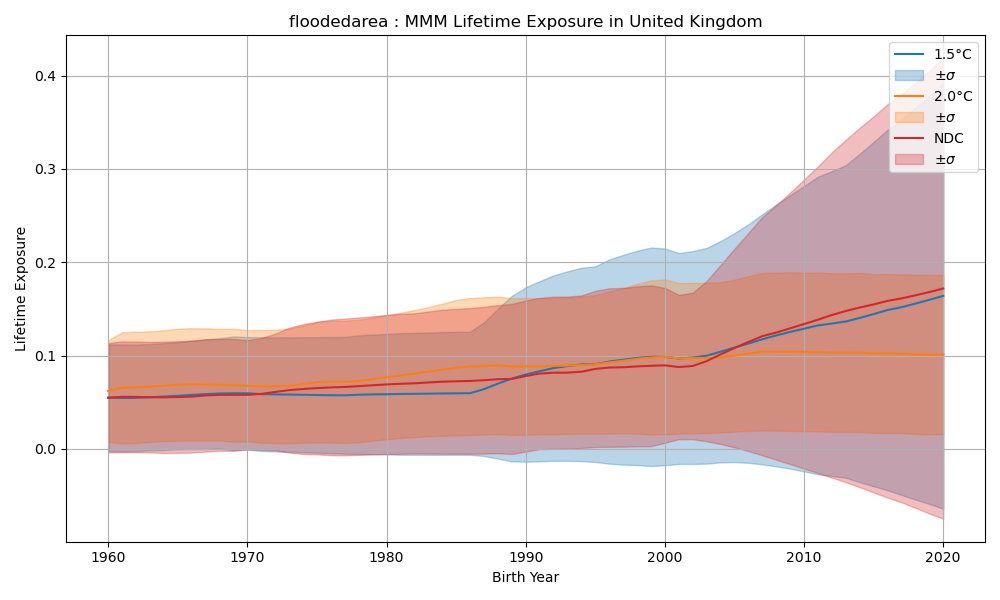 floodedarea : MMM Lifetime Exposure in United Kingdom
1.5°C
±σ
2.0°C
±σ
NDC
±σ
Lifetime Exposure
0.4
0.3
0.2
0.1
0.0
1960 1970 1980 1990 2000 2010 2020
Birth Year